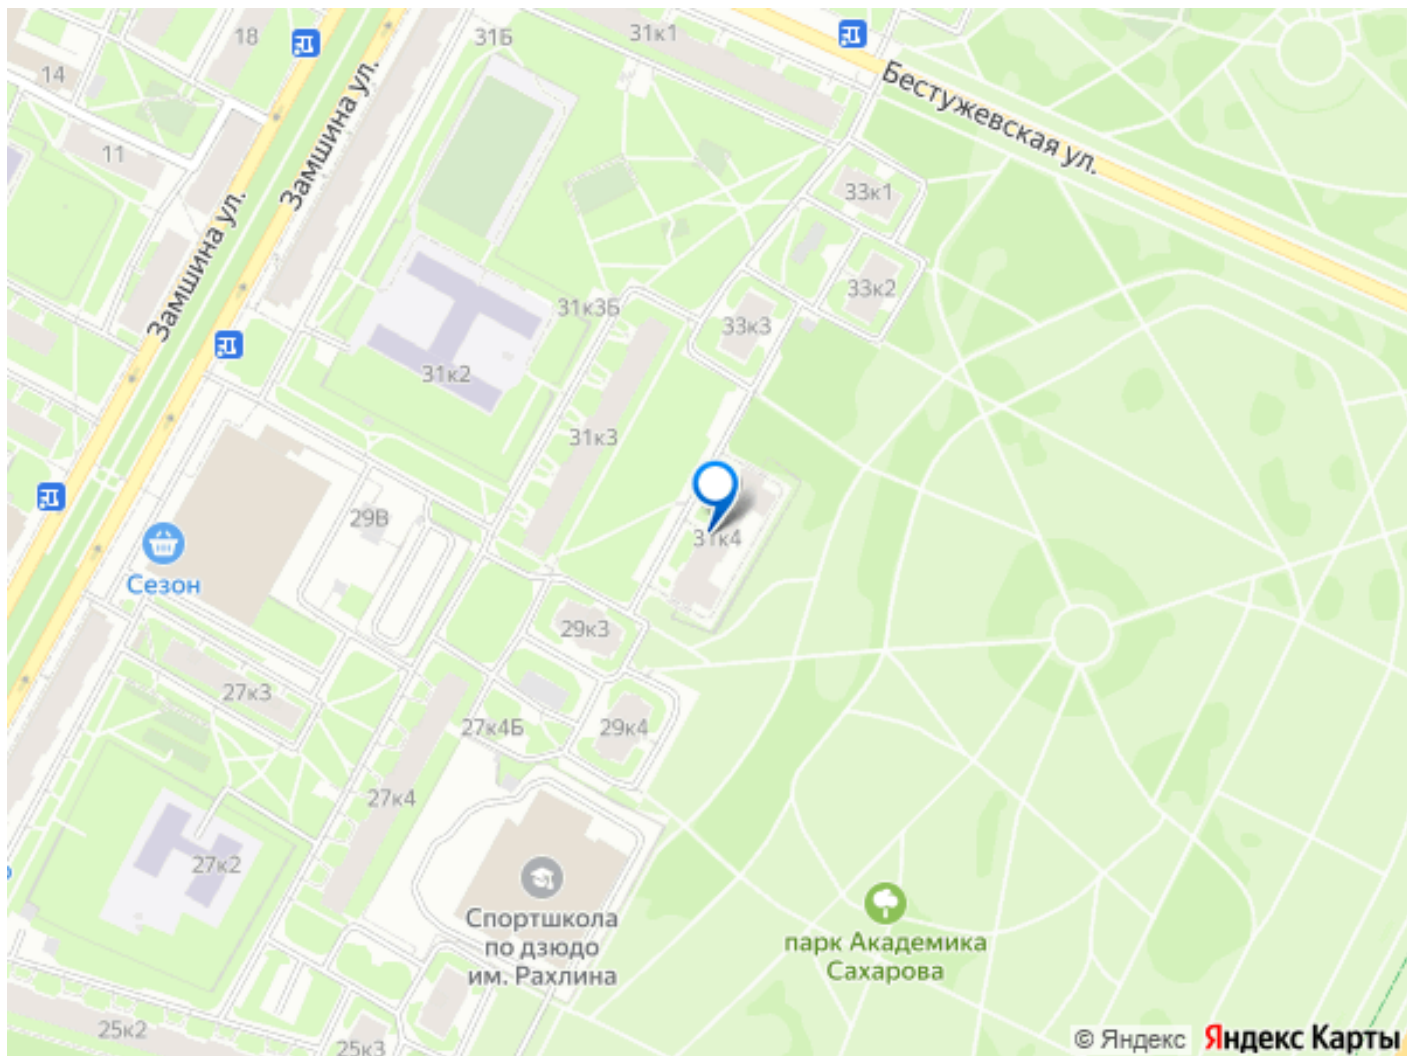 18
31Б
31к1
14
Замшина ул.
Бестужевская ул.
11
33к1
Замшина ул.
33к2
31к3Б
33к3
31к2
31к3
29В
31к4
Сезон
29к3
27к3
27к4Б
29к4
27к4
27к2
Спортшкола
по дзюдо
им. Рахлина
парк Академика
Сахарова
25к2
25к3
© Яндекс
Яндекс Карты